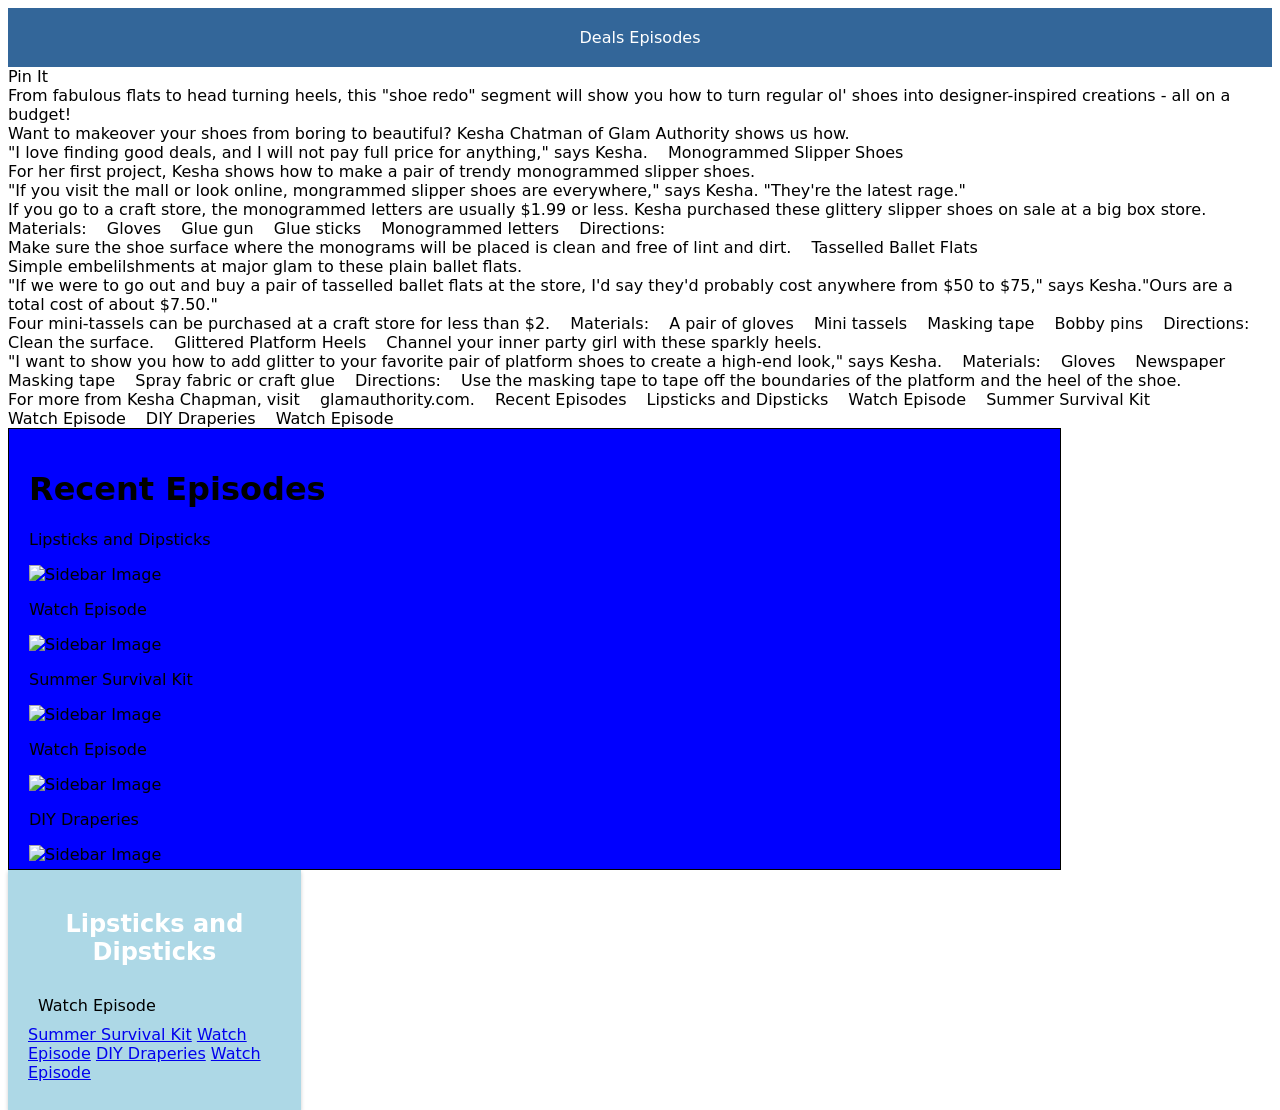 Deals Episodes
Pin It
From fabulous flats to head turning heels, this "shoe redo" segment will show you how to turn regular ol' shoes into designer-inspired creations - all on a
budget!
Want to makeover your shoes from boring to beautiful? Kesha Chatman of Glam Authority shows us how.
"I love finding good deals, and I will not pay full price for anything," says Kesha. Monogrammed Slipper Shoes
For her first project, Kesha shows how to make a pair of trendy monogrammed slipper shoes.
"If you visit the mall or look online, mongrammed slipper shoes are everywhere," says Kesha. "They're the latest rage."
If you go to a craft store, the monogrammed letters are usually $1.99 or less. Kesha purchased these glittery slipper shoes on sale at a big box store.
Materials: Gloves Glue gun Glue sticks Monogrammed letters Directions:
Make sure the shoe surface where the monograms will be placed is clean and free of lint and dirt. Tasselled Ballet Flats
Simple embelilshments at major glam to these plain ballet flats.
"If we were to go out and buy a pair of tasselled ballet flats at the store, I'd say they'd probably cost anywhere from $50 to $75," says Kesha."Ours are a
total cost of about $7.50."
Four mini-tassels can be purchased at a craft store for less than $2. Materials: A pair of gloves Mini tassels Masking tape Bobby pins Directions:
Clean the surface. Glittered Platform Heels Channel your inner party girl with these sparkly heels.
"I want to show you how to add glitter to your favorite pair of platform shoes to create a high-end look," says Kesha. Materials: Gloves Newspaper
Masking tape Spray fabric or craft glue Directions: Use the masking tape to tape off the boundaries of the platform and the heel of the shoe.
For more from Kesha Chapman, visit glamauthority.com. Recent Episodes Lipsticks and Dipsticks Watch Episode Summer Survival Kit
Watch Episode DIY Draperies Watch Episode
Recent Episodes
Lipsticks and Dipsticks
Sidebar Image
Watch Episode
Sidebar Image
Summer Survival Kit
Sidebar Image
Watch Episode
Sidebar Image
DIY Draperies
Sidebar Image
Lipsticks and
Dipsticks
Watch Episode
Summer Survival Kit Watch
Episode DIY Draperies Watch
Episode